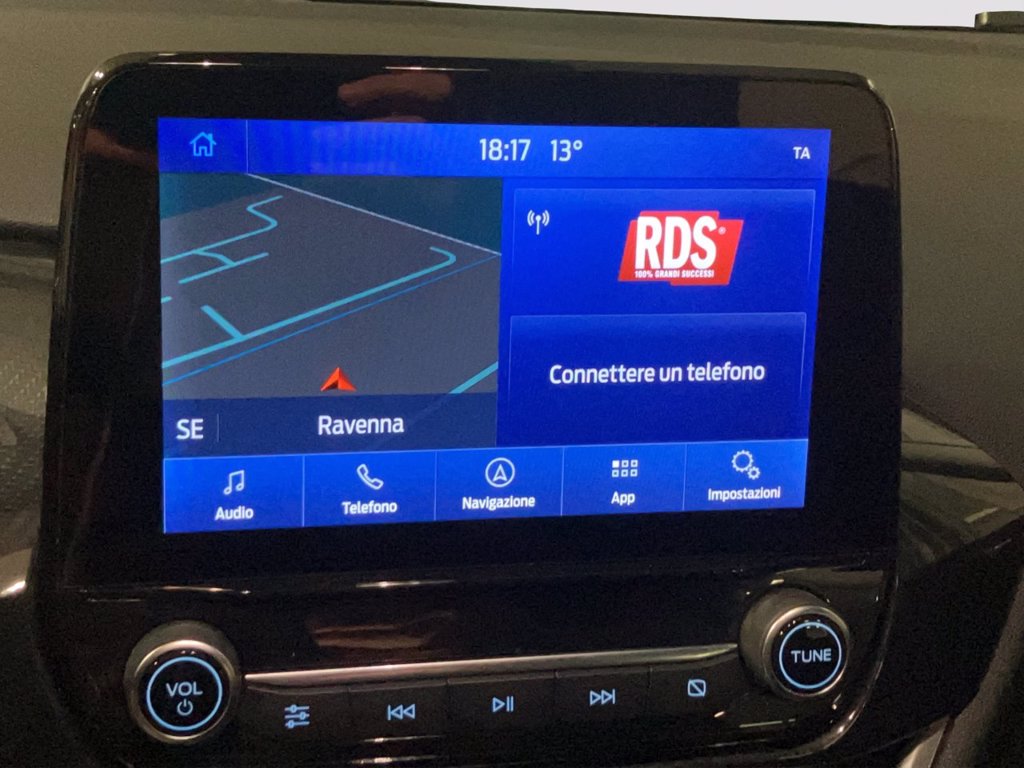 18:17 13°
TA
RDS®
100% GRANDI SUCCESSI
Connettere un telefono
SE
Ravenna
Audio
Telefono
Navigazione
App
Impostazioni
VOL
TUNE